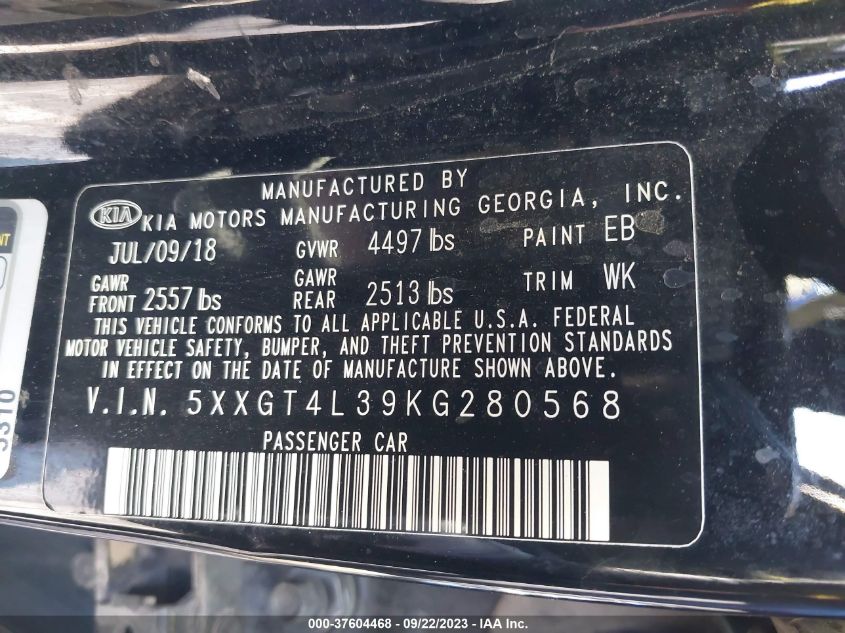 MANUFACTURED BY
KIA KIA MOTORS MANUFACTURING GEORGIA, INC.
JUL/09/18 GVWR 4497 lbs PAINT EB
GAWR FRONT 2557 lbs GAWR REAR 2513 lbs TRIM WK
THIS VEHICLE CONFORMS TO ALL APPLICABLE U.S.A. FEDERAL
MOTOR VEHICLE SAFETY, BUMPER, AND THEFT PREVENTION STANDARDS
IN EFFECT ON THE DATE OF MANUFACTURE SHOWN ABOVE.
V.I.N. 5XXGT4L39KG280568
PASSENGER CAR
000-37604468 - 09/22/2023 - IAA Inc.